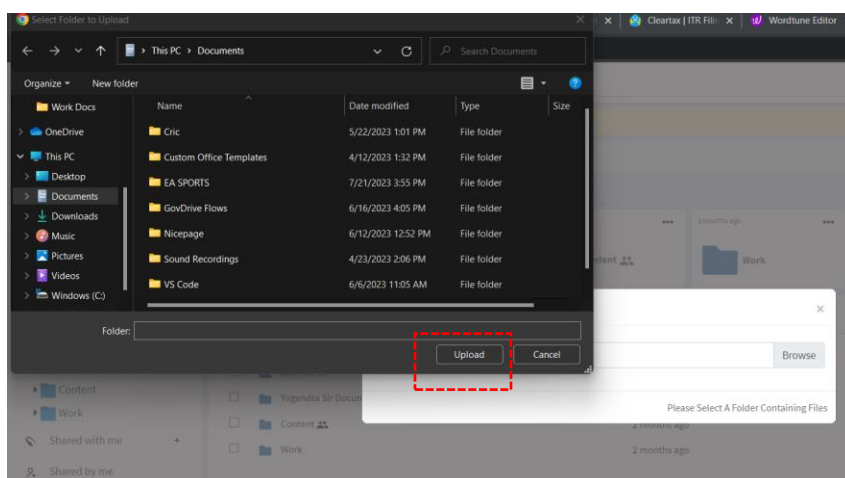 Select Folder to Upload
Cleartax | ITR Filin
Wordtune Editor
This PC > Documents
Search Documents
Organize
New folder
Work Docs
OneDrive
This PC
Desktop
Documents
Downloads
Music
Pictures
Videos
Windows (C:)
Name Date modified Type Size
Cric 5/22/2023 1:01 PM File folder
Custom Office Templates 4/12/2023 1:32 PM File folder
EA SPORTS 7/21/2023 3:55 PM File folder
GovDrive Flows 6/16/2023 4:05 PM File folder
Nicepage 6/12/2023 12:52 PM File folder
Sound Recordings 4/23/2023 2:06 PM File folder
VS Code 6/6/2023 11:05 AM File folder
Folder:
Upload Cancel
2 months ago
ntent
Work
Browse
Please Select A Folder Containing Files
Content
Work
Shared with me +
Shared by me
Yogendra Sir Docum
Content 2 months ago
Work 2 months ago